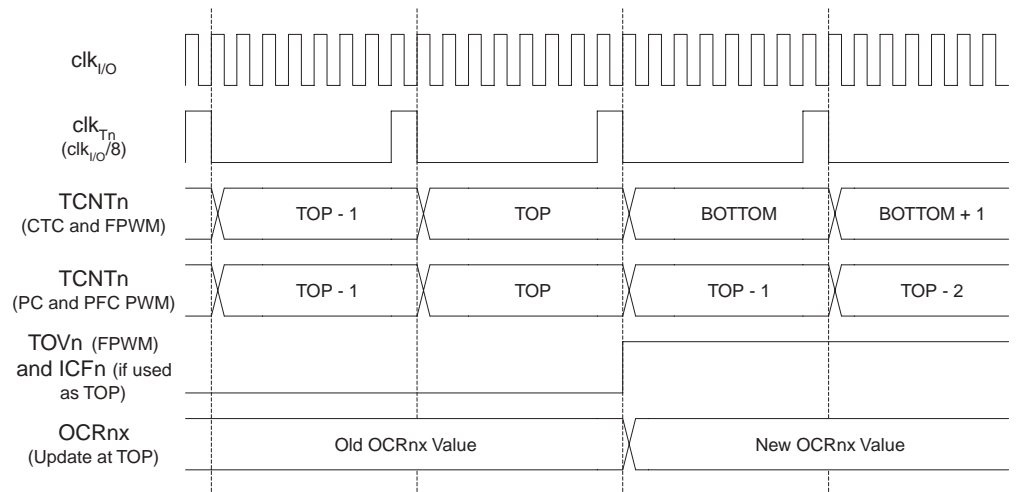 clkI/O
clkTn
(clkI/O/8)
TCNTn
(CTC and FPWM)
TOP - 1
TOP
BOTTOM
BOTTOM + 1
TCNTn
(PC and PFC PWM)
TOP - 1
TOP
TOP - 1
TOP - 2
TOVn (FPWM)
and ICFn (if used
as TOP)
OCRnx
(Update at TOP)
Old OCRnx Value
New OCRnx Value